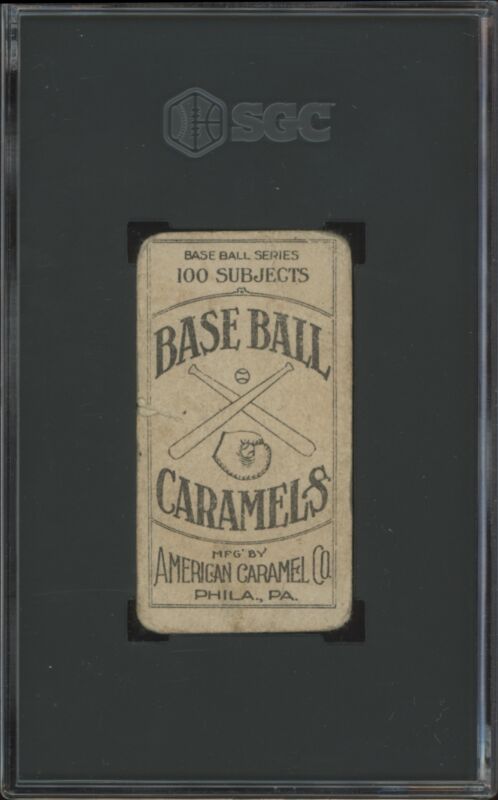 SGC
BASE BALL SERIES
100 SUBJECTS
BASE BALL
CARAMELS
MFG' BY
AMERICAN CARAMEL CO.
PHILA., PA.